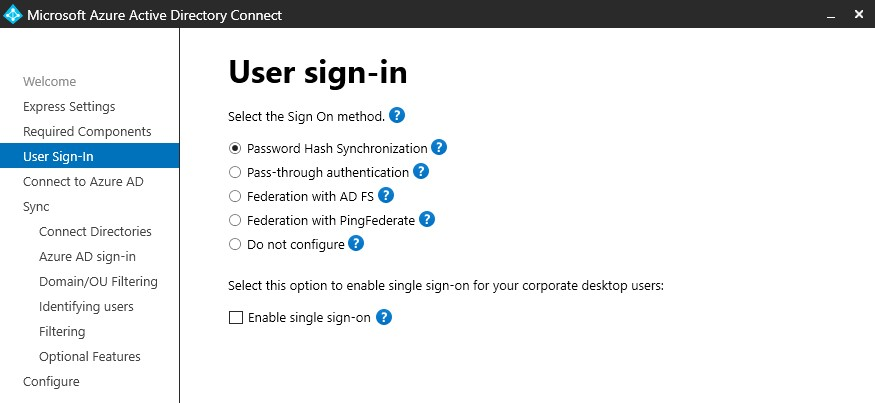 Microsoft Azure Active Directory Connect
Welcome
Express Settings
Required Components
User Sign-In
Connect to Azure AD
Sync
Connect Directories
Azure AD sign-in
Domain/OU Filtering
Identifying users
Filtering
Optional Features
Configure
User sign-in
Select the Sign On method. ?
Password Hash Synchronization ?
Pass-through authentication ?
Federation with AD FS ?
Federation with PingFederate ?
Do not configure ?
Select this option to enable single sign-on for your corporate desktop users:
Enable single sign-on ?